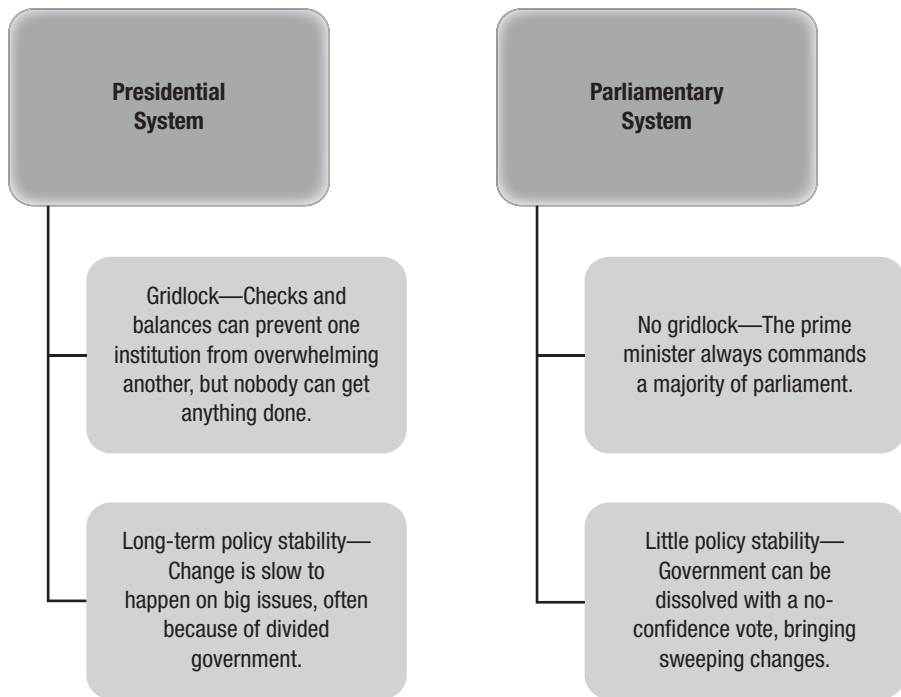 Presidential
System
Gridlock—Checks and
balances can prevent one
institution from overwhelming
another, but nobody can get
anything done.
Long-term policy stability—
Change is slow to
happen on big issues, often
because of divided
government.
Parliamentary
System
No gridlock—The prime
minister always commands
a majority of parliament.
Little policy stability—
Government can be
dissolved with a no-
confidence vote, bringing
sweeping changes.